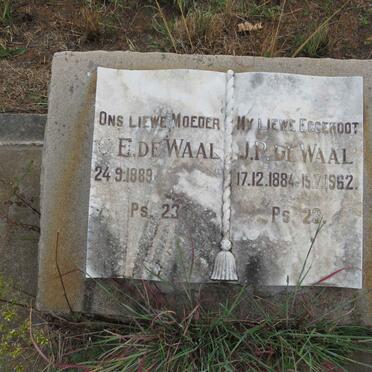 Ons liewe Moeder
E. de Waal
24.9.1889
Ps. 23
My liewe Eggenoot
J.P. de Waal
17.12.1884 - 15.7.1962.
Ps. 23